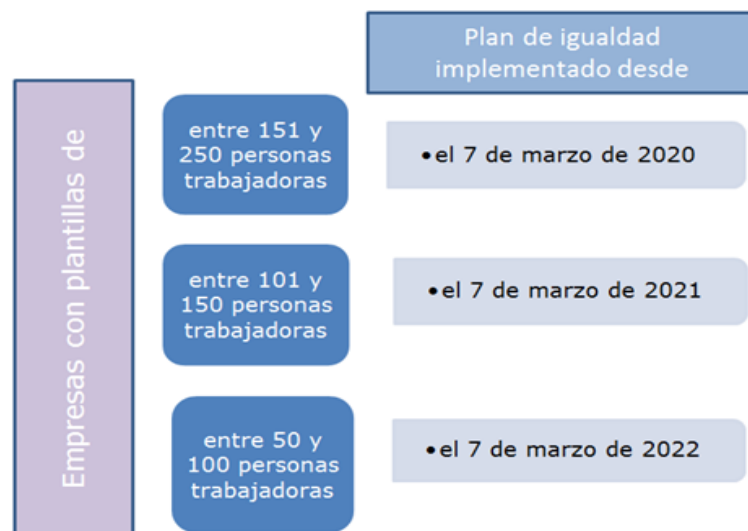 Plan de igualdad
implementado desde
Empresas con plantillas de
entre 151 y
250 personas
trabajadoras
•el 7 de marzo de 2020
entre 101 y
150 personas
trabajadoras
•el 7 de marzo de 2021
entre 50 y
100 personas
trabajadoras
•el 7 de marzo de 2022